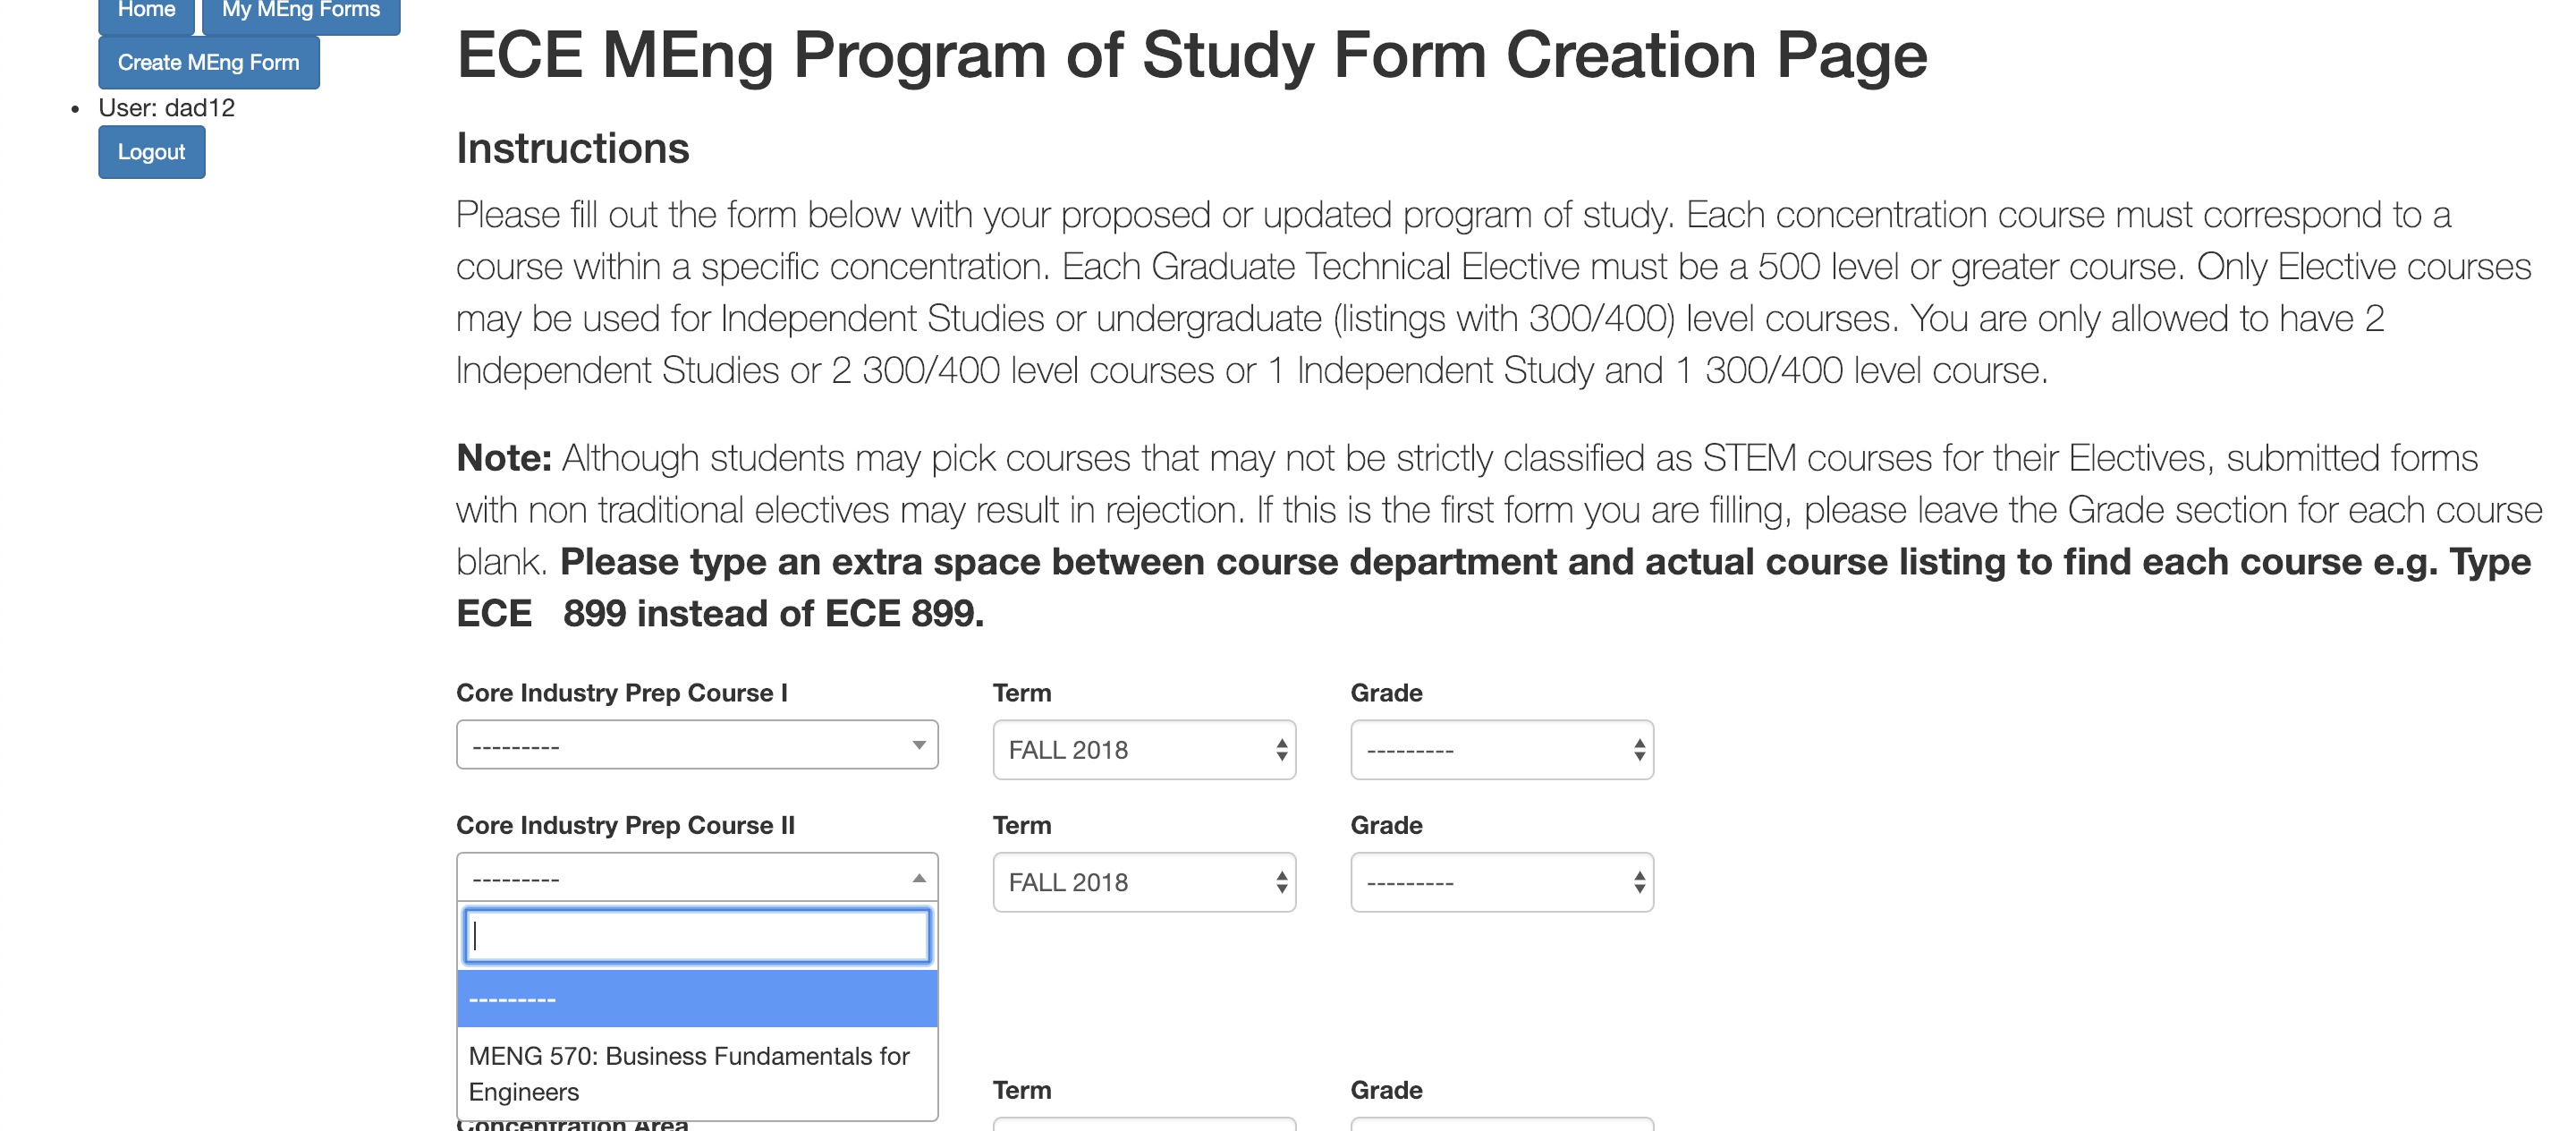 Home My MEng Forms
Create MEng Form
User: dad12
Logout
ECE MEng Program of Study Form Creation Page
Instructions
Please fill out the form below with your proposed or updated program of study. Each concentration course must correspond to a
course within a specific concentration. Each Graduate Technical Elective must be a 500 level or greater course. Only Elective courses
may be used for Independent Studies or undergraduate (listings with 300/400) level courses. You are only allowed to have 2
Independent Studies or 2 300/400 level courses or 1 Independent Study and 1 300/400 level course.
Note: Although students may pick courses that may not be strictly classified as STEM courses for their Electives, submitted forms
with non traditional electives may result in rejection. If this is the first form you are filling, please leave the Grade section for each course
blank. Please type an extra space between course department and actual course listing to find each course e.g. Type
ECE   899 instead of ECE 899.
Core Industry Prep Course I Term Grade
--------- FALL 2018 ---------
Core Industry Prep Course II Term Grade
--------- FALL 2018 ---------
---------
MENG 570: Business Fundamentals for
Engineers
Term Grade
Concentration Area